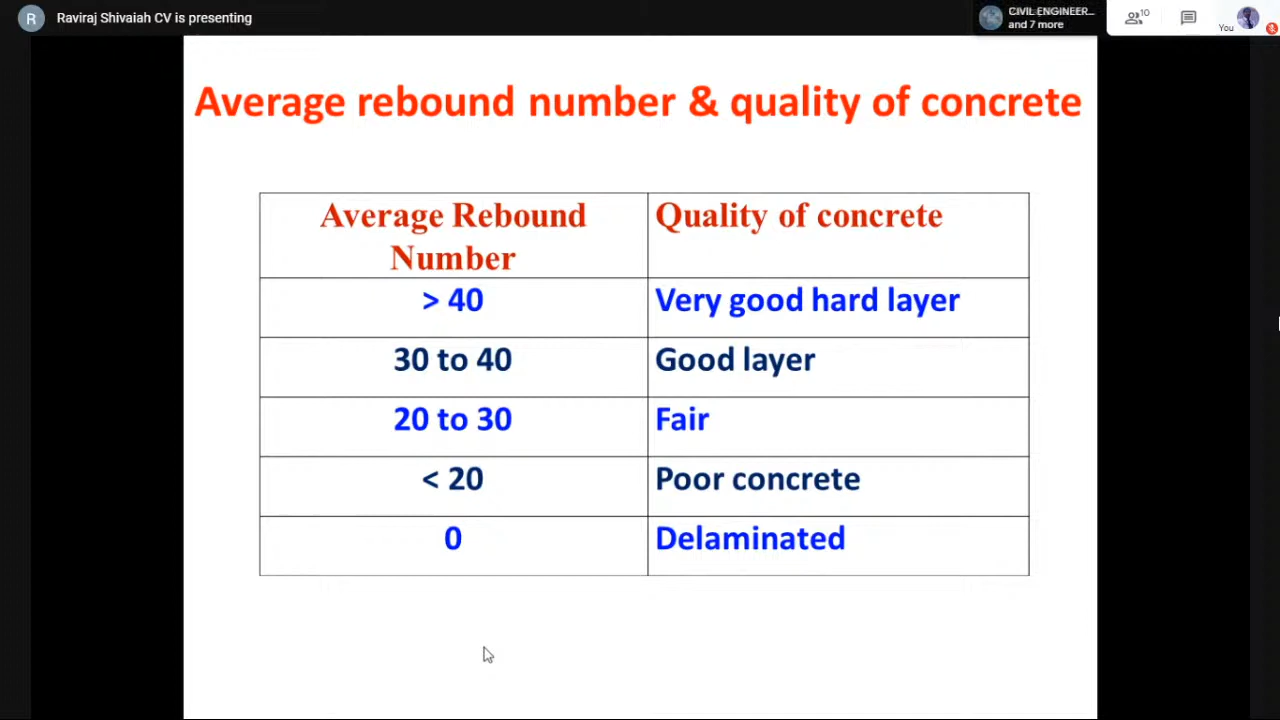 R Raviraj Shivaiah CV is presenting
CIVIL ENGINEER...
and 7 more
10
You
Average rebound number & quality of concrete
Average Rebound Number Quality of concrete
> 40 Very good hard layer
30 to 40 Good layer
20 to 30 Fair
< 20 Poor concrete
0 Delaminated